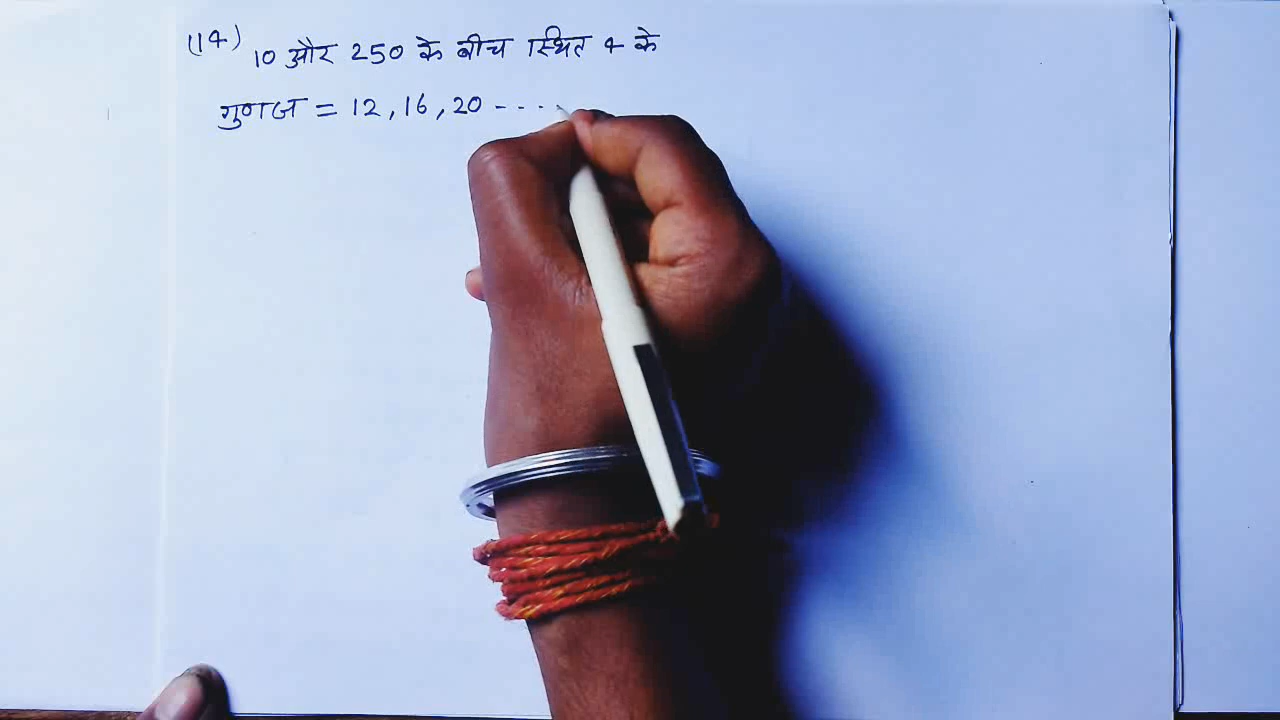 (14) 10 और 250 के बीच स्थित 4 के
गुणज = 12, 16, 20 - - - -